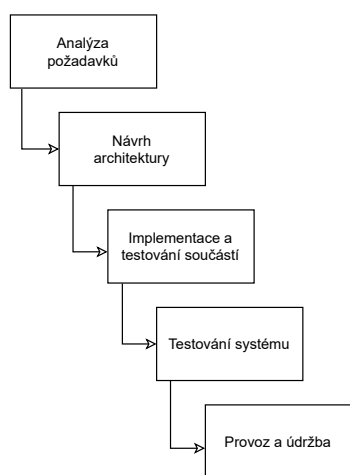 Analýza
požadavků
Návrh
architektury
Implementace a
testování součástí
Testování systému
Provoz a údržba